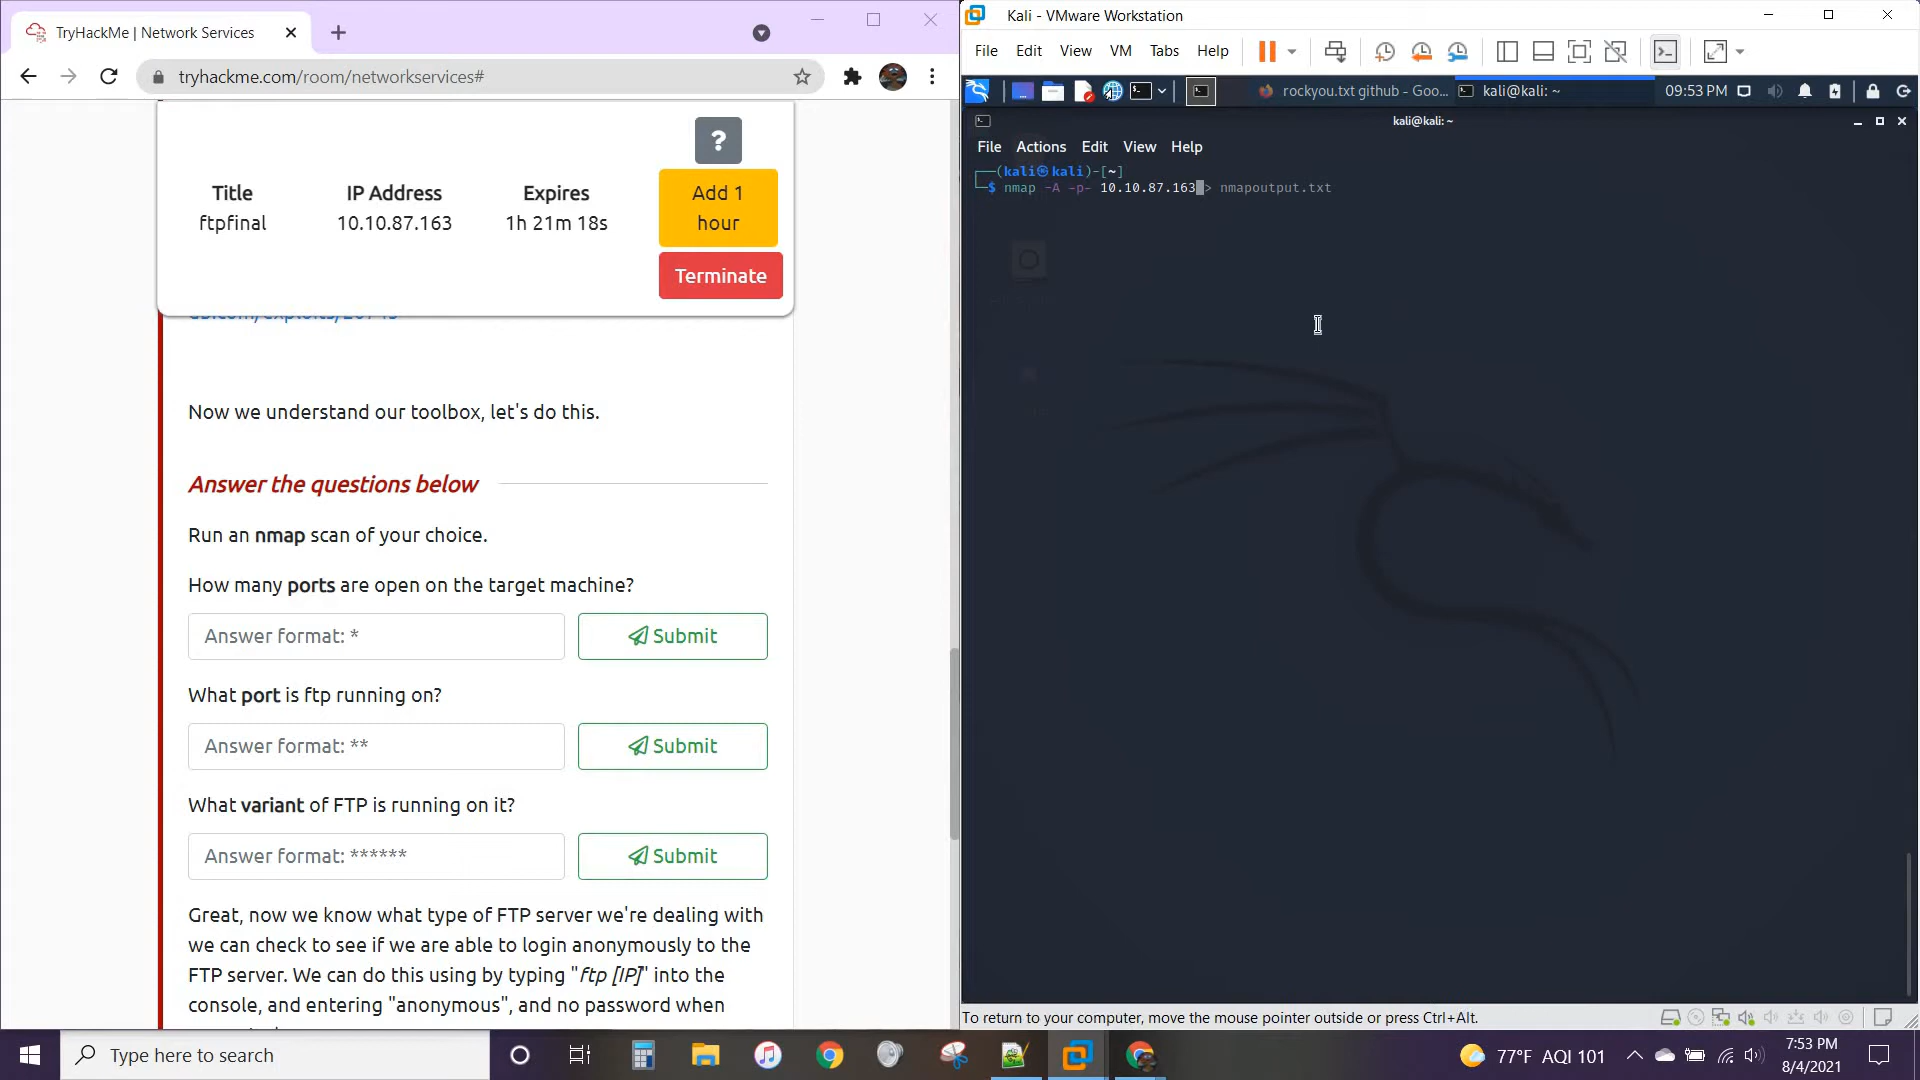 TryHackMe | Network Services
tryhackme.com/room/networkservices#
?
Title
IP Address
Expires
Add 1
hour
ftpfinal
10.10.87.163
1h 21m 18s
Terminate
Now we understand our toolbox, let's do this.
Answer the questions below
Run an nmap scan of your choice.
How many ports are open on the target machine?
Answer format: *
Submit
What port is ftp running on?
Answer format: **
Submit
What variant of FTP is running on it?
Answer format: ******
Submit
Great, now we know what type of FTP server we're dealing with
we can check to see if we are able to login anonymously to the
FTP server. We can do this using by typing "ftp [IP]" into the
console, and entering "anonymous", and no password when
Kali - VMware Workstation
File Edit View VM Tabs Help
rockyou.txt github - Goo...
kali@kali: ~
09:53 PM
kali@kali: ~
File Actions Edit View Help
┌──(kali㉿kali)-[~]
└─$ nmap -A -p- 10.10.87.163 > nmapoutput.txt
To return to your computer, move the mouse pointer outside or press Ctrl+Alt.
Type here to search
77°F AQI 101
7:53 PM
8/4/2021